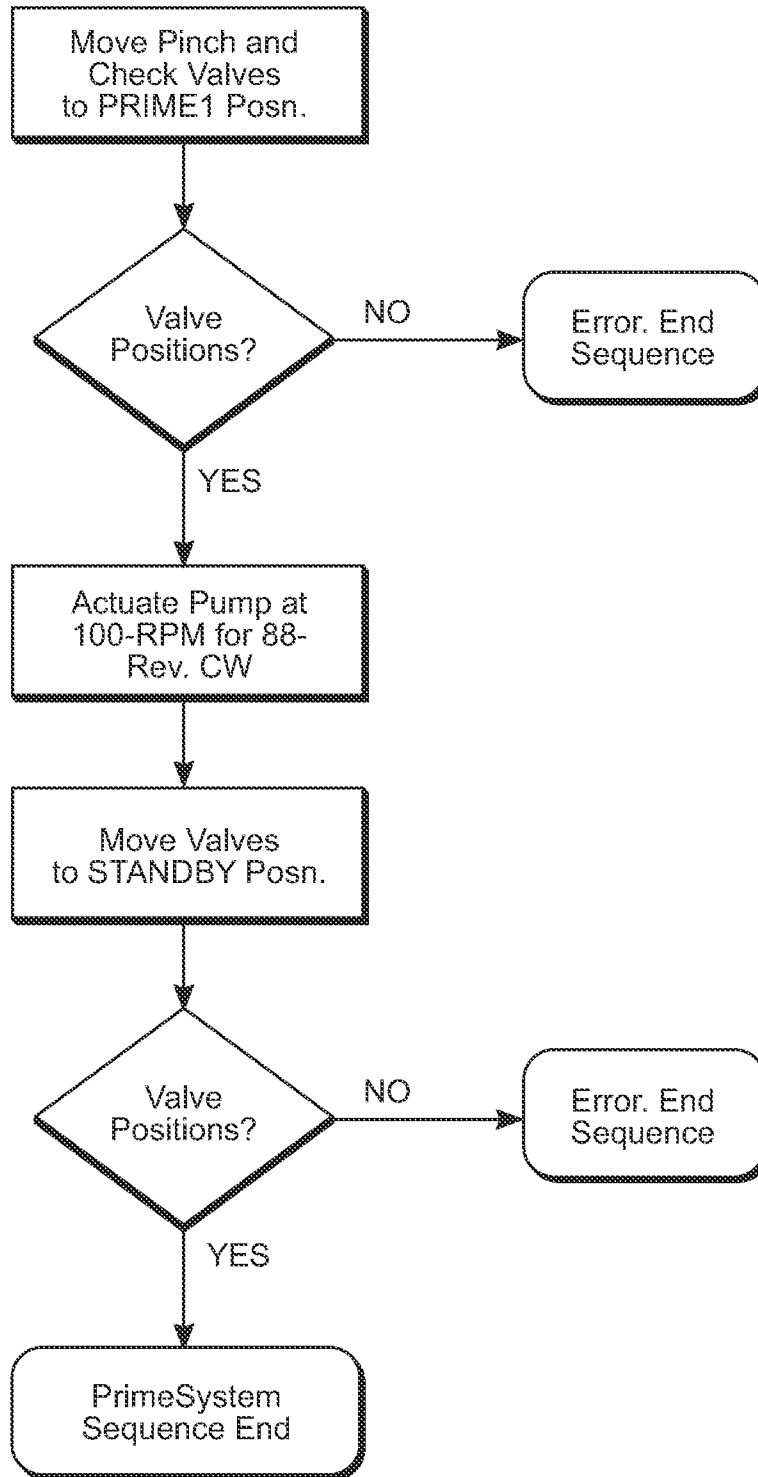 Move Pinch and
Check Valves
to PRIME1 Posn.
Valve
Positions?
NO
Error. End
Sequence
YES
Actuate Pump at
100-RPM for 88-
Rev. CW
Move Valves
to STANDBY Posn.
Valve
Positions?
NO
Error. End
Sequence
YES
PrimeSystem
Sequence End